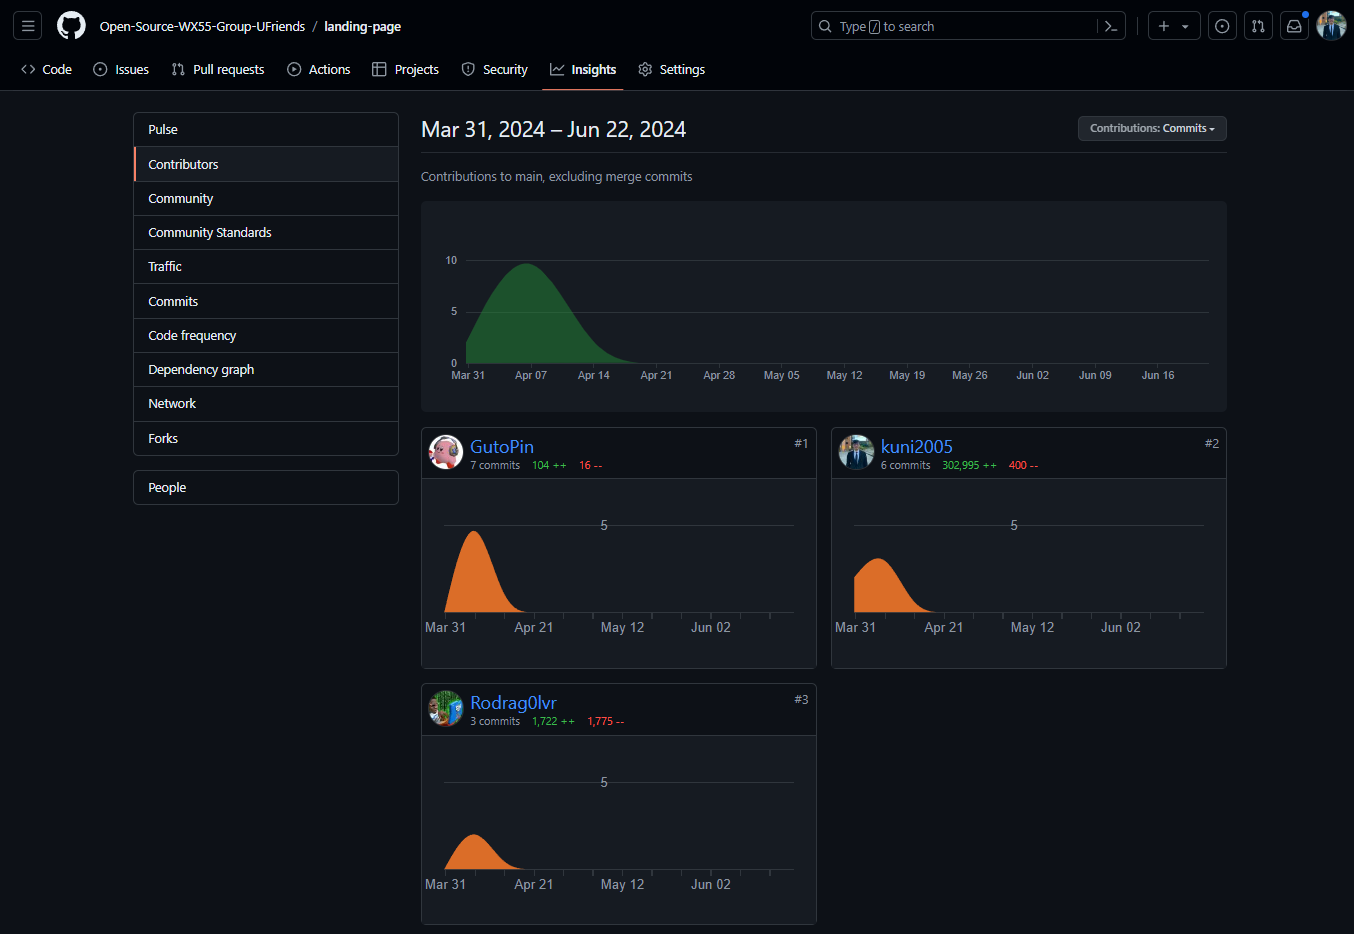 Open-Source-WX55-Group-UFriends / landing-page
Type / to search
Code Issues Pull requests Actions Projects Security Insights Settings
Pulse
Contributors
Community
Community Standards
Traffic
Commits
Code frequency
Dependency graph
Network
Forks
People
Mar 31, 2024 – Jun 22, 2024
Contributions: Commits
Contributions to main, excluding merge commits
10
5
0
Mar 31 Apr 07 Apr 14 Apr 21 Apr 28 May 05 May 12 May 19 May 26 Jun 02 Jun 09 Jun 16
GutoPin #1
7 commits 104 ++ 16 --
5
Mar 31 Apr 21 May 12 Jun 02
kuni2005 #2
6 commits 302,995 ++ 400 --
5
Mar 31 Apr 21 May 12 Jun 02
Rodrag0lvr #3
3 commits 1,722 ++ 1,775 --
5
Mar 31 Apr 21 May 12 Jun 02